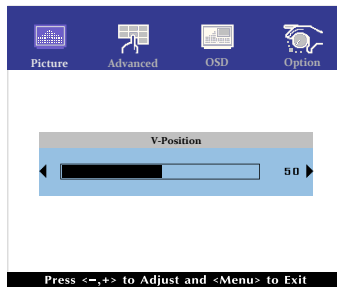 Picture Advanced OSD Option
V-Position
50
Press <−,+> to Adjust and <Menu> to Exit